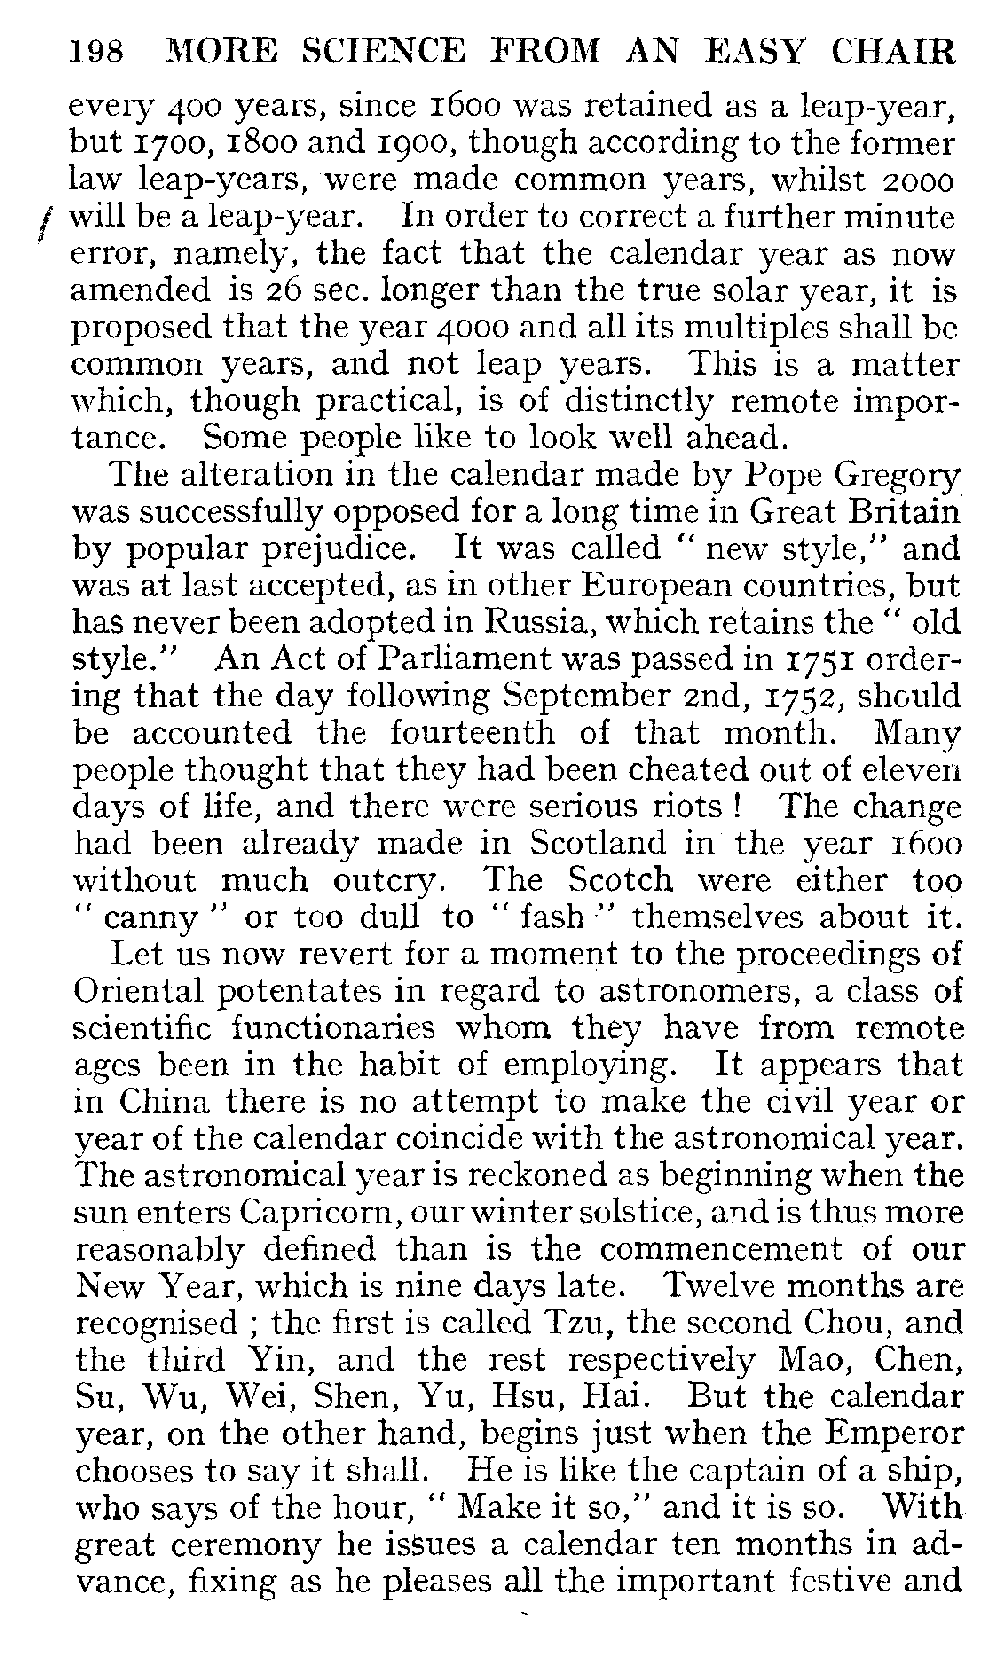 198 MORE SCIENCE FROM AN EASY CHAIR
every 400 years, since 1600 was retained as a leap-year,
but 1700, 1800 and 1900, though according to the former
law leap-years, were made common years, whilst 2000
will be a leap-year. In order to correct a further minute
error, namely, the fact that the calendar year as now
amended is 26 sec. longer than the true solar year, it is
proposed that the year 4000 and all its multiples shall be
common years, and not leap years. This is a matter
which, though practical, is of distinctly remote impor-
tance. Some people like to look well ahead.
The alteration in the calendar made by Pope Gregory
was successfully opposed for a long time in Great Britain
by popular prejudice. It was called " new style," and
was at last accepted, as in other European countries, but
has never been adopted in Russia, which retains the " old
style." An Act of Parliament was passed in 1751 order-
ing that the day following September 2nd, 1752, should
be accounted the fourteenth of that month. Many
people thought that they had been cheated out of eleven
days of life, and there were serious riots ! The change
had been already made in Scotland in the year 1600
without much outcry. The Scotch were either too
" canny " or too dull to " fash " themselves about it.
Let us now revert for a moment to the proceedings of
Oriental potentates in regard to astronomers, a class of
scientific functionaries whom they have from remote
ages been in the habit of employing. It appears that
in China there is no attempt to make the civil year or
year of the calendar coincide with the astronomical year.
The astronomical year is reckoned as beginning when the
sun enters Capricorn, our winter solstice, and is thus more
reasonably defined than is the commencement of our
New Year, which is nine days late. Twelve months are
recognised ; the first is called Tzu, the second Chou, and
the third Yin, and the rest respectively Mao, Chen,
Su, Wu, Wei, Shen, Yu, Hsu, Hai. But the calendar
year, on the other hand, begins just when the Emperor
chooses to say it shall. He is like the captain of a ship,
who says of the hour, " Make it so," and it is so. With
great ceremony he issues a calendar ten months in ad-
vance, fixing as he pleases all the important festive and